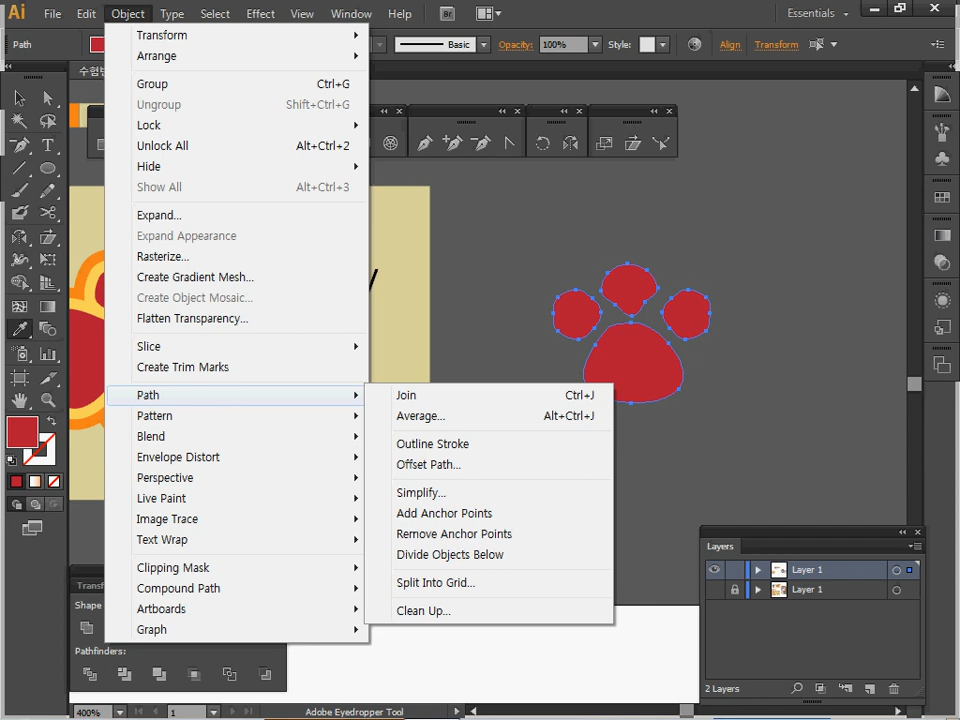 Ai File Edit Object Type Select Effect View Window Help Br Essentials
Path Basic Opacity: 100% Style: Align Transform
수험번
Transform
Arrange
Group Ctrl+G
Ungroup Shift+Ctrl+G
Lock
Unlock All Alt+Ctrl+2
Hide
Show All Alt+Ctrl+3
Expand...
Expand Appearance
Rasterize...
Create Gradient Mesh...
Create Object Mosaic...
Flatten Transparency...
Slice
Create Trim Marks
Path
Pattern
Blend
Envelope Distort
Perspective
Live Paint
Image Trace
Text Wrap
Clipping Mask
Compound Path
Artboards
Graph
Join Ctrl+J
Average... Alt+Ctrl+J
Outline Stroke
Offset Path...
Simplify...
Add Anchor Points
Remove Anchor Points
Divide Objects Below
Split Into Grid...
Clean Up...
Layers
Layer 1
Layer 1
2 Layers
Transf
Shape
Pathfinders:
400% 1 Adobe Eyedropper Tool